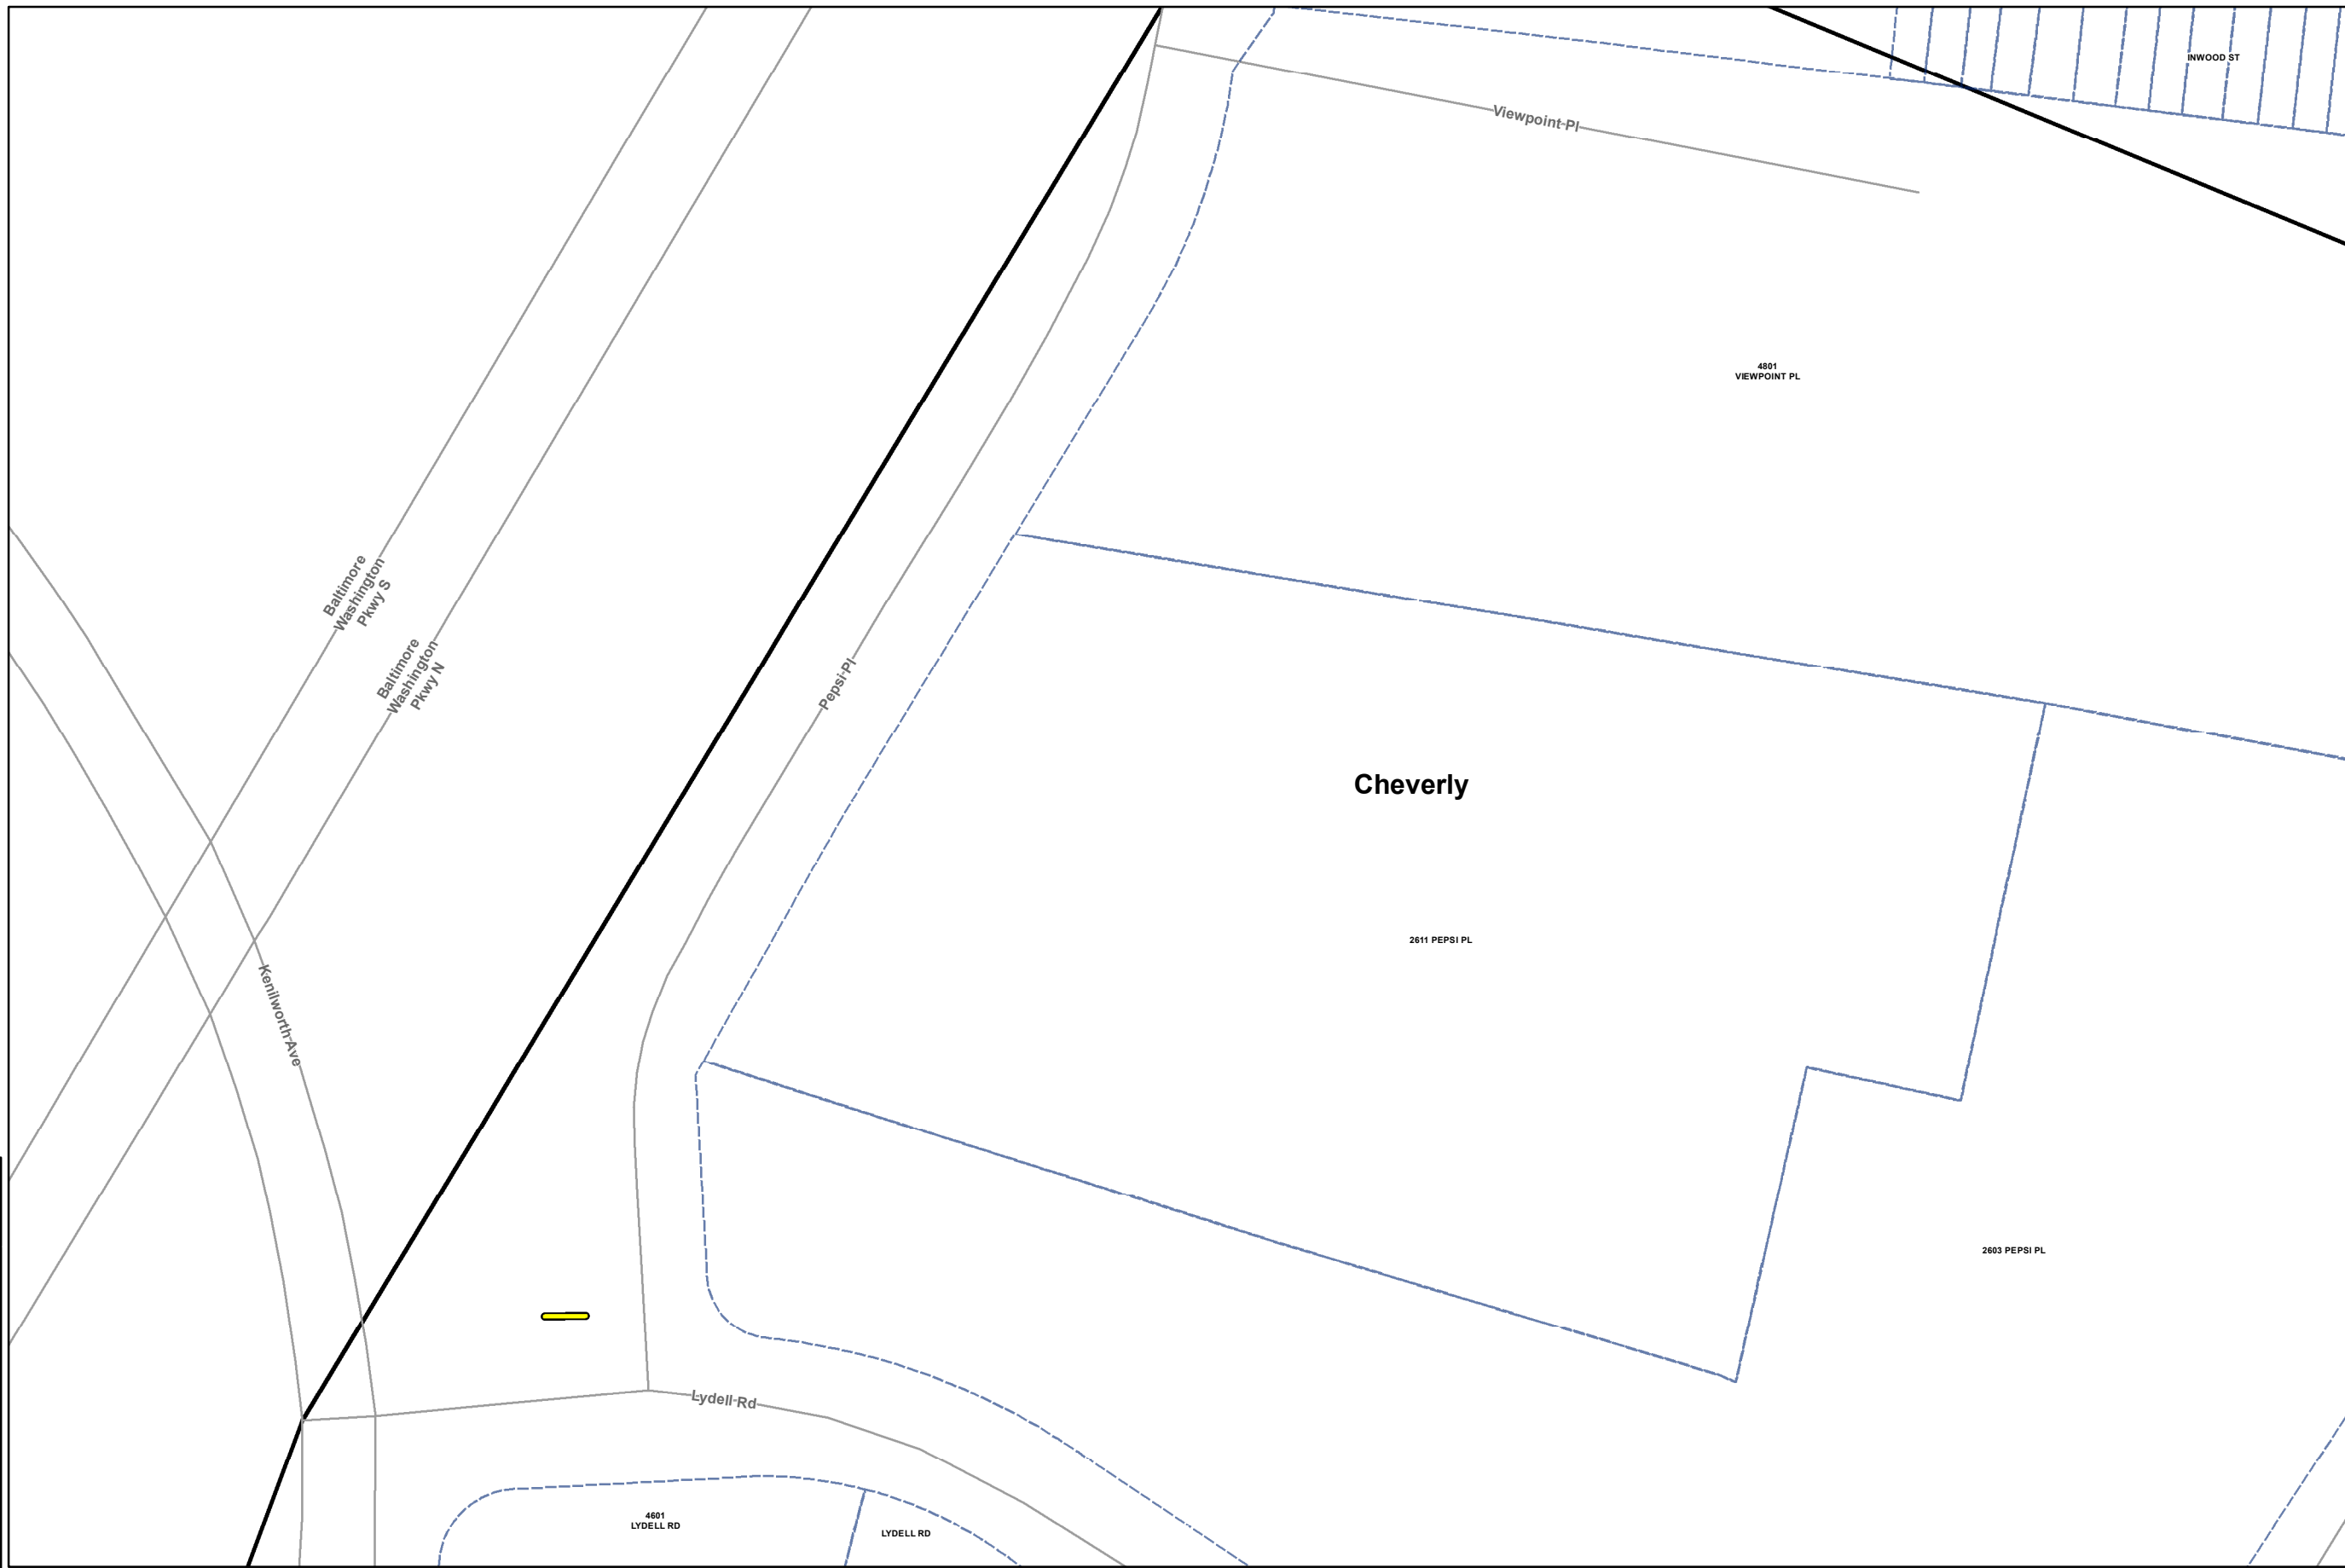 INWOOD ST
Viewpoint Pl
4801
VIEWPOINT PL
Baltimore
Washington
Pkwy S
Baltimore
Washington
Pkwy N
Pepsi Pl
Cheverly
2611 PEPSI PL
Kenilworth Ave
2603 PEPSI PL
Lydell Rd
4601
LYDELL RD
LYDELL RD